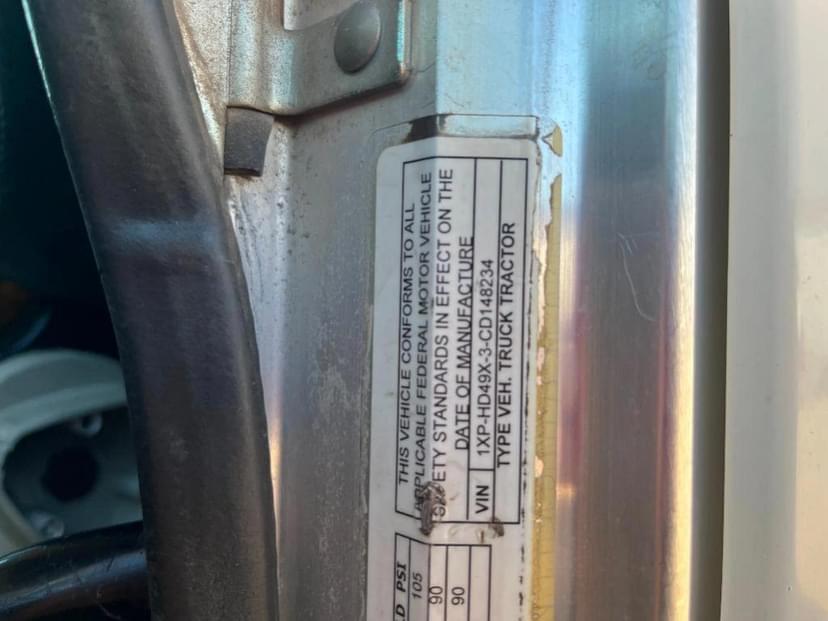 THIS VEHICLE CONFORMS TO ALL
APPLICABLE FEDERAL MOTOR VEHICLE
SAFETY STANDARDS IN EFFECT ON THE
DATE OF MANUFACTURE
VIN 1XP-HD49X-3-CD148234
TYPE VEH. TRUCK TRACTOR
PSI
105
90
90